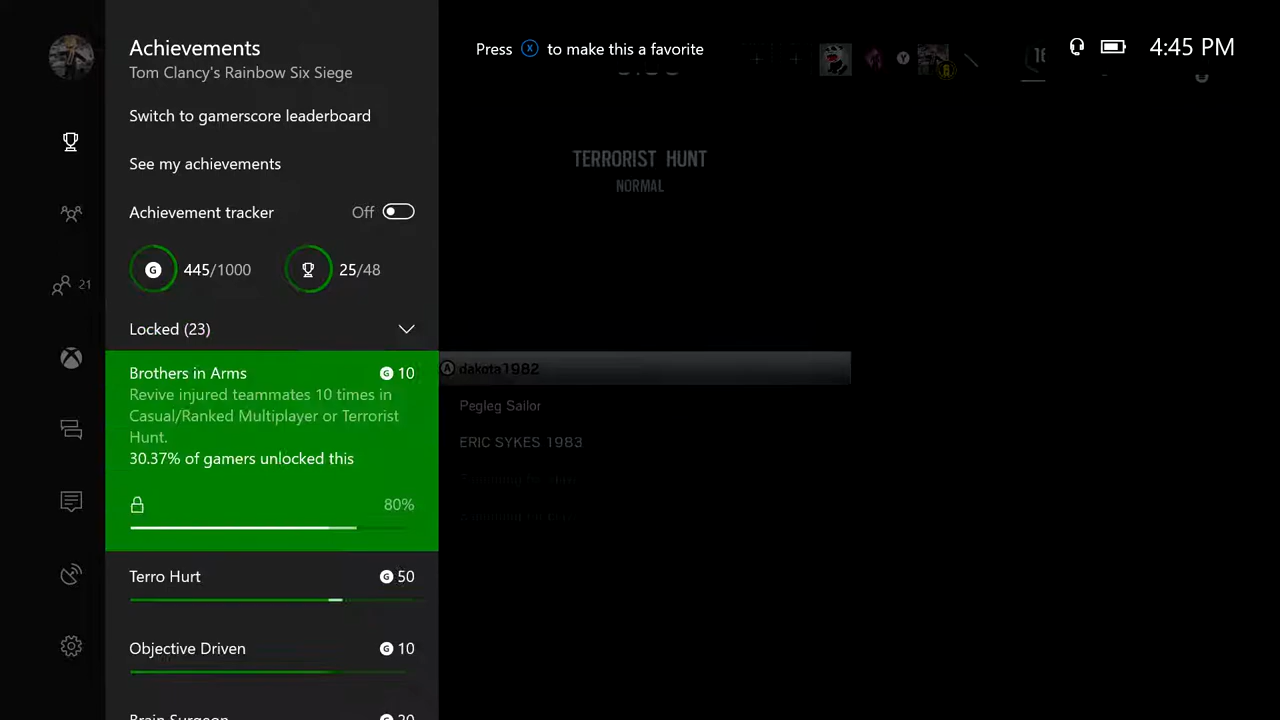 Achievements
Tom Clancy's Rainbow Six Siege
Switch to gamerscore leaderboard
See my achievements
Achievement tracker Off
G 445/1000 25/48
Locked (23)
Brothers in Arms G 10
Revive injured teammates 10 times in
Casual/Ranked Multiplayer or Terrorist
Hunt.
30.37% of gamers unlocked this
80%
Terro Hurt G 50
Objective Driven G 10
Brain Surgeon G 20
21
Press X to make this a favorite
4:45 PM
Y
TERRORIST HUNT
NORMAL
A dakota1982
Pegleg Sailor
ERIC SYKES 1983